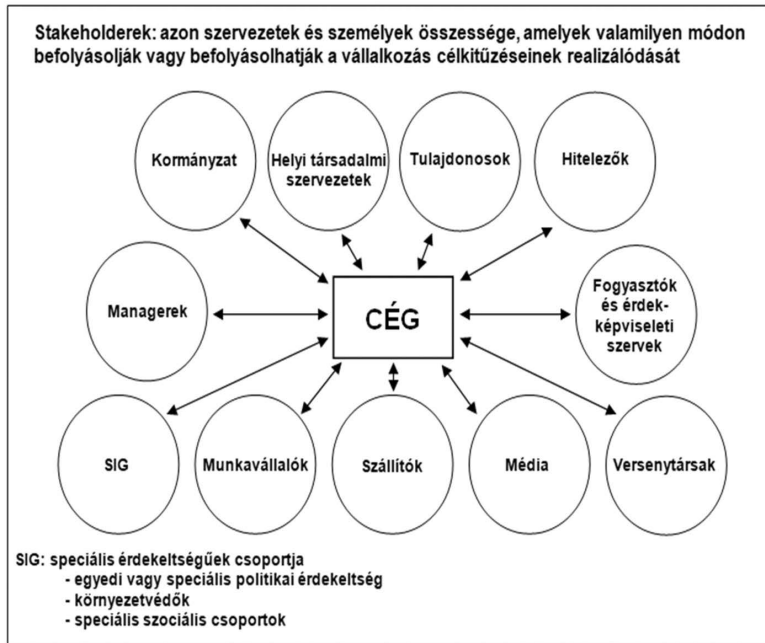 Stakeholderek: azon szervezetek és személyek összessége, amelyek valamilyen módon
befolyásolják vagy befolyásolhatják a vállalkozás célkitűzéseinek realizálódását
Kormányzat
Helyi társadalmi
szervezetek
Tulajdonosok
Hitelezők
Managerek
CÉG
Fogyasztók
és érdek-
képviseleti
szervek
SIG
Munkavállalók
Szállítók
Média
Versenytársak
SIG: speciális érdekeltségűek csoportja
- egyedi vagy speciális politikai érdekeltség
- környezetvédők
- speciális szociális csoportok